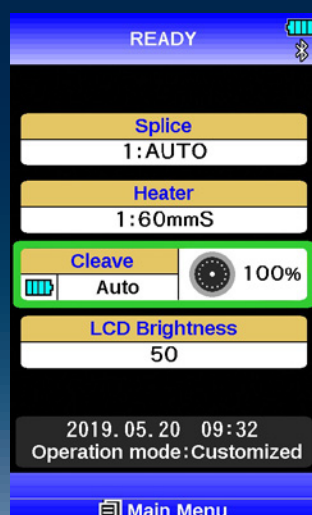 READY
Splice
1:AUTO
Heater
1:60mmS
Cleave
Auto
100%
LCD Brightness
50
2019.05.20 09:32
Operation mode:Customized
Main Menu